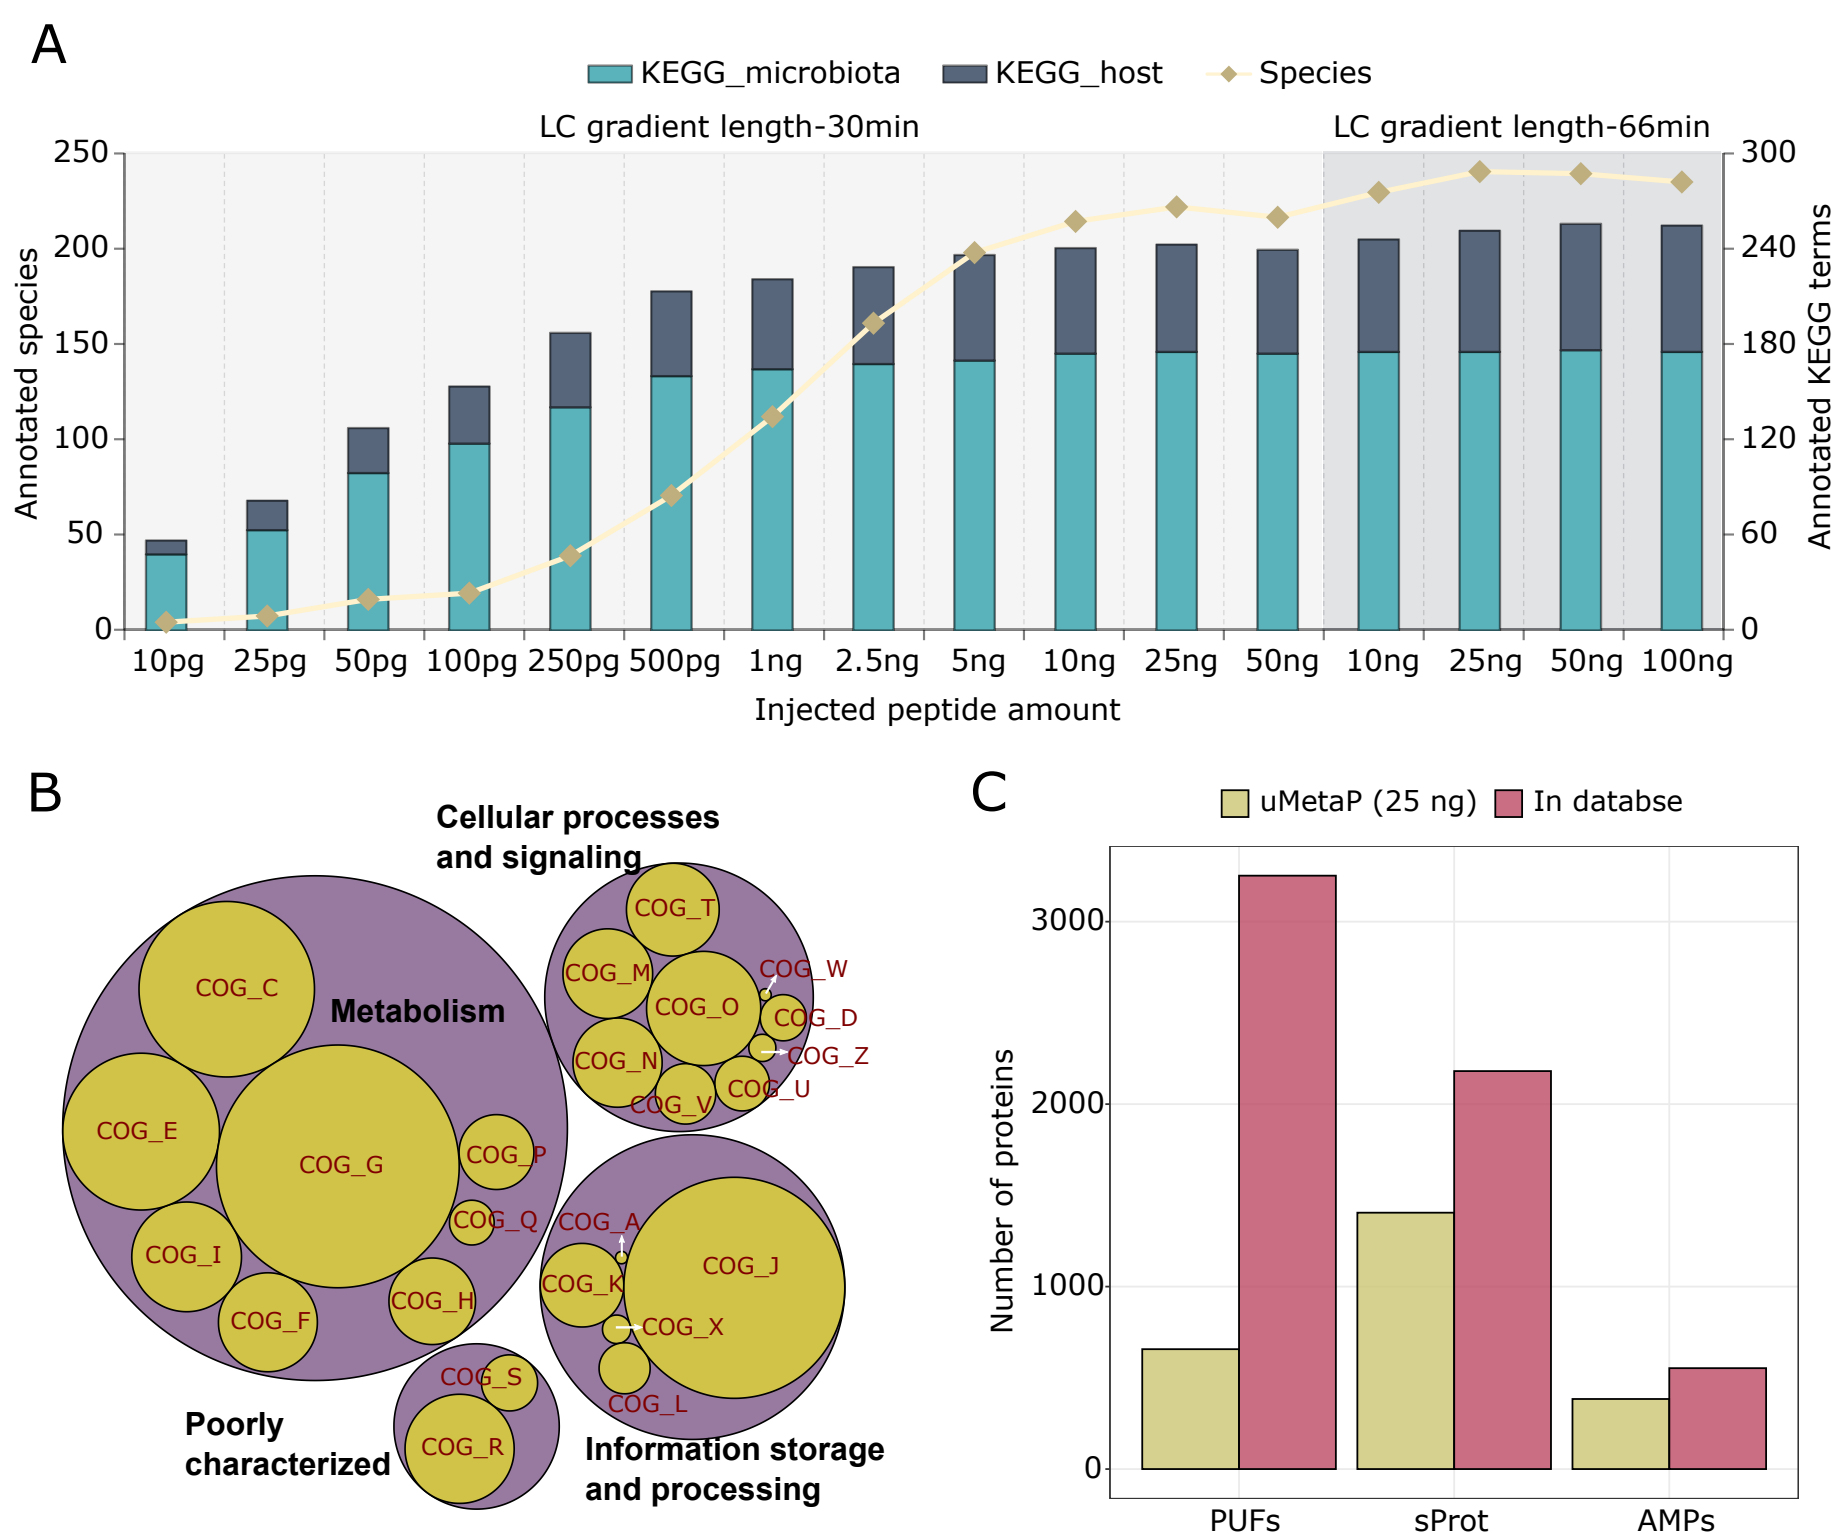 A
KEGG_microbiota KEGG_host Species
LC gradient length-30min LC gradient length-66min
250 300
200 240
150 180
100 120
50 60
0 0
Annotated species
Annotated KEGG terms
10pg 25pg 50pg 100pg 250pg 500pg 1ng 2.5ng 5ng 10ng 25ng 50ng 10ng 25ng 50ng 100ng
Injected peptide amount
B
Cellular processes
and signaling
COG_T
COG_M
COG_W
COG_O
COG_D
COG_N
COG_Z
COG_U
COG_V
Metabolism
COG_C
COG_E
COG_G
COG_P
COG_Q
COG_I
COG_H
COG_F
COG_A
COG_J
COG_K
COG_X
COG_L
Information storage
and processing
COG_S
COG_R
Poorly
characterized
C
uMetaP (25 ng) In databse
Number of proteins
3000
2000
1000
0
PUFs sProt AMPs